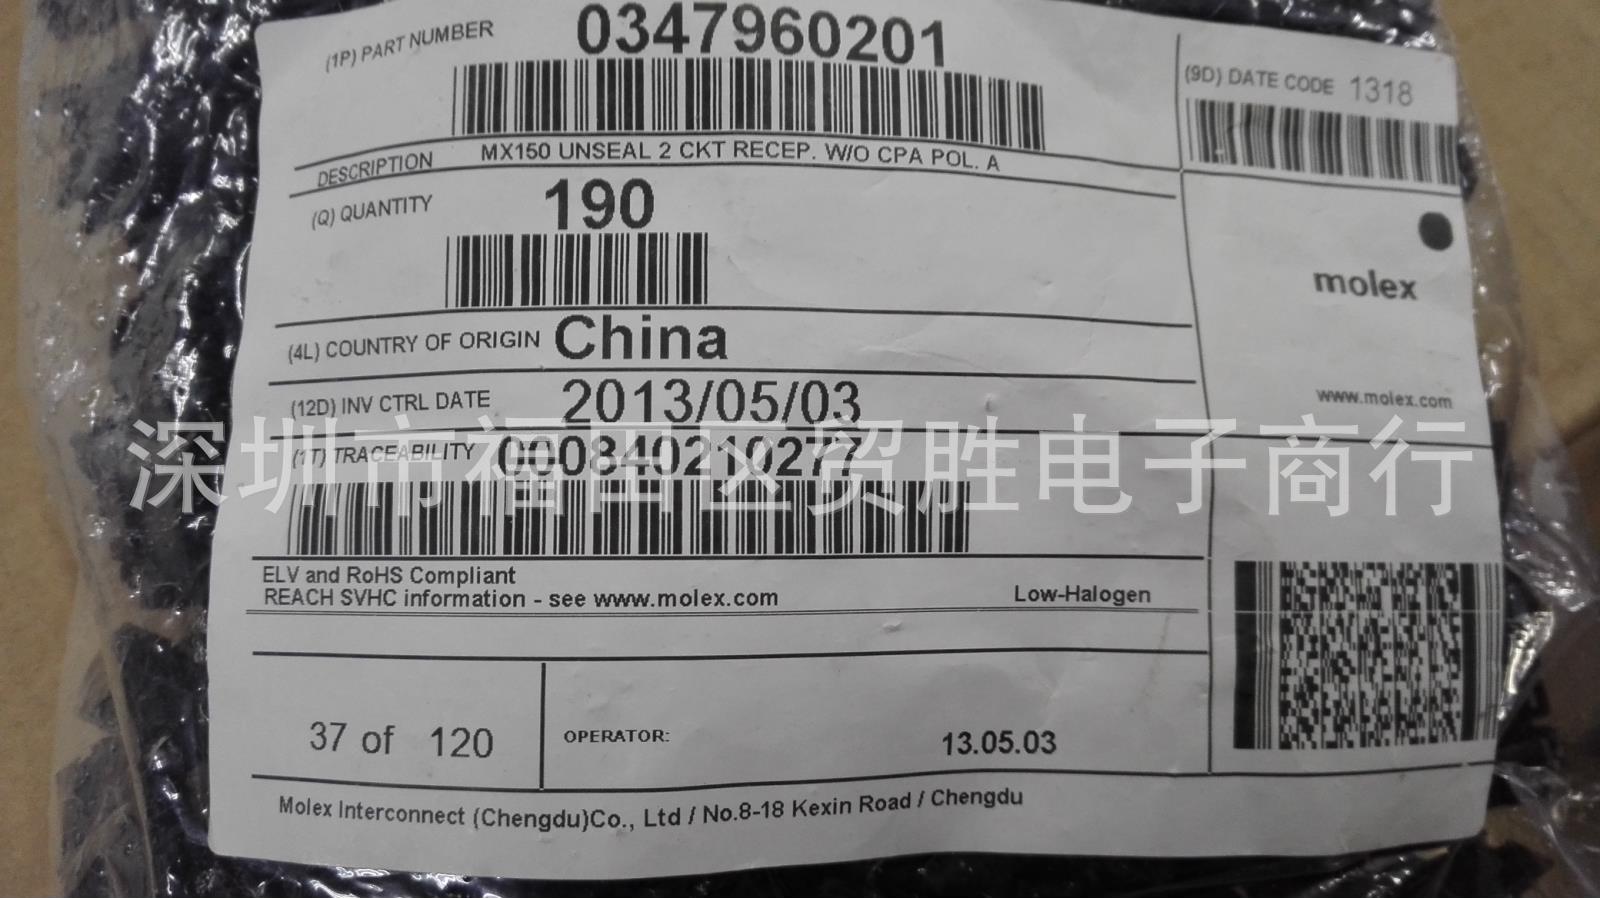 (1P) PART NUMBER 0347960201
(9D) DATE CODE 1318
DESCRIPTION MX150 UNSEAL 2 CKT RECEP. W/O CPA POL. A
(Q) QUANTITY 190
molex
(4L) COUNTRY OF ORIGIN China
www.molex.com
(12D) INV CTRL DATE 2013/05/03
(1T) TRACEABILITY 000840210277
深圳市福田区贸胜电子商行
ELV and RoHS Compliant
REACH SVHC information - see www.molex.com
Low-Halogen
37 of 120
OPERATOR: 13.05.03
Molex Interconnect (Chengdu)Co., Ltd / No.8-18 Kexin Road / Chengdu